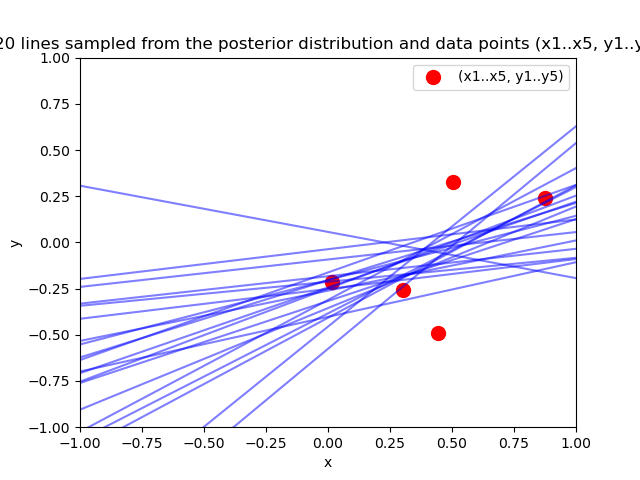 20 lines sampled from the posterior distribution and data points (x1..x5, y1..y
1.00
0.75
0.50
0.25
0.00
−0.25
−0.50
−0.75
−1.00
y
(x1..x5, y1..y5)
−1.00 −0.75 −0.50 −0.25 0.00 0.25 0.50 0.75 1.00
x